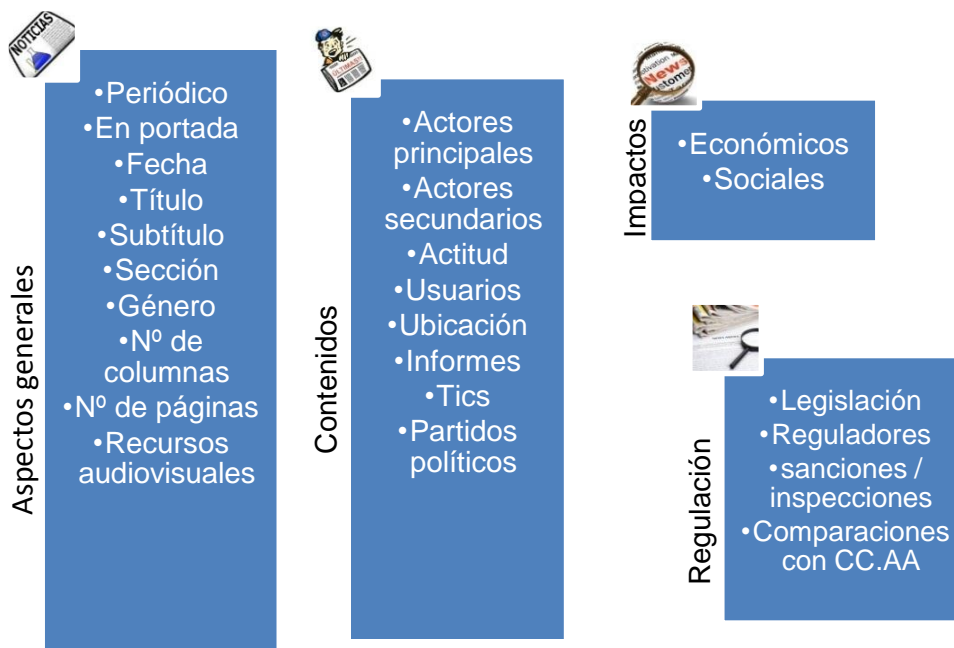 NOTICIAS
Aspectos generales
•Periódico
•En portada
•Fecha
•Título
•Subtítulo
•Sección
•Género
•Nº de
columnas
•Nº de páginas
•Recursos
audiovisuales
ÚLTIMAS
Contenidos
•Actores
principales
•Actores
secundarios
•Actitud
•Usuarios
•Ubicación
•Informes
•Tics
•Partidos
políticos
News
Impactos
•Económicos
•Sociales
Regulación
•Legislación
•Reguladores
•sanciones /
inspecciones
•Comparaciones
con CC.AA